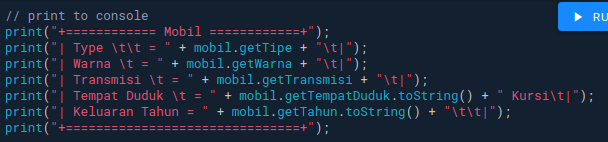 // print to console
RU
print("+============ Mobil ============+");
print("| Type \t\t = " + mobil.getTipe + "\t|");
print("| Warna \t = " + mobil.getWarna + "\t|");
print("| Transmisi \t = " + mobil.getTransmisi + "\t|");
print("| Tempat Duduk \t = " + mobil.getTempatDuduk.toString() + " Kursi\t|");
print("| Keluaran Tahun = " + mobil.getTahun.toString() + "\t\t|");
print("+===============================+");